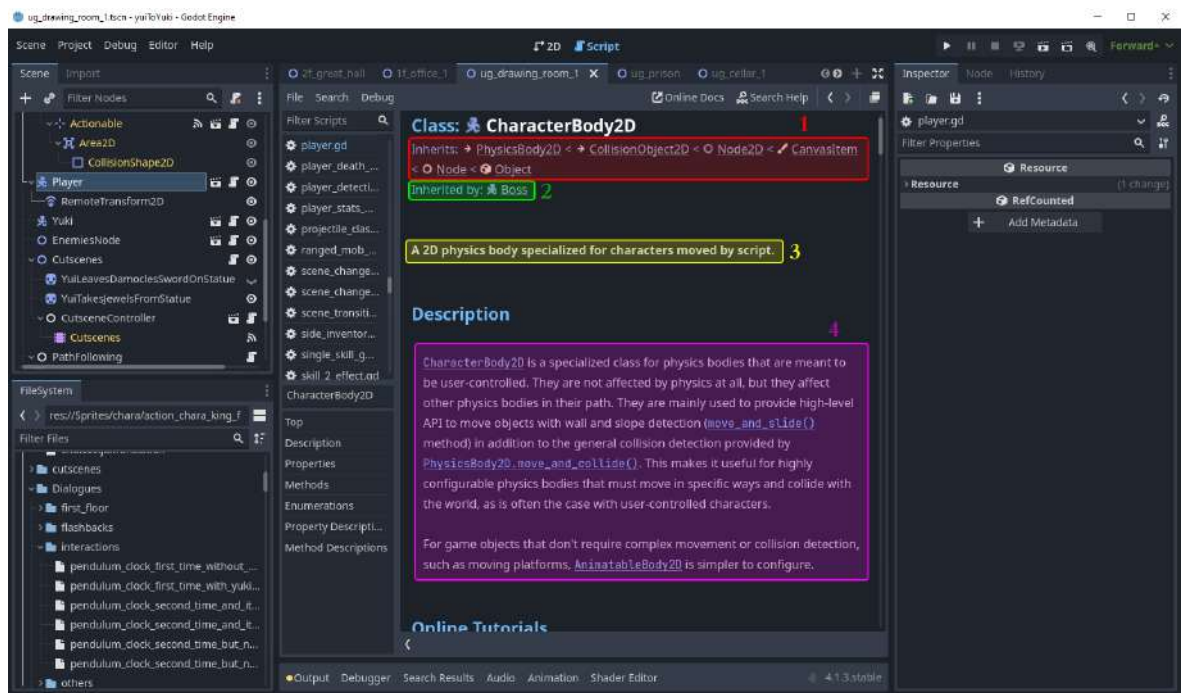 ug_drawing_room_1.tscn - yuiToYuki - Godot Engine
Scene Project Debug Editor Help
2D Script
Forward+
Scene Import
Filter Nodes
Actionable
Area2D
CollisionShape2D
Player
RemoteTransform2D
Yuki
EnemiesNode
Cutscenes
YuiLeavesDamoclesSwordOnStatue
YuiTakesJewelsFromStatue
CutsceneController
Cutscenes
PathFollowing
FileSystem
res://Sprites/chara/action_chara_king_f
Filter Files
cutscenes
Dialogues
first_floor
flashbacks
interactions
pendulum_clock_first_time_without_...
pendulum_clock_first_time_with_yuki...
pendulum_clock_second_time_and_it...
pendulum_clock_second_time_and_it...
pendulum_clock_second_time_but_n...
pendulum_clock_second_time_but_n...
others
2f_great_hall 1f_office_1 ug_drawing_room_1 ug_prison ug_cellar_1
File Search Debug
Online Docs Search Help
Filter Scripts
player.gd
player_death_...
player_detecti...
player_stats_...
projectile_clas...
ranged_mob_...
scene_change...
scene_change...
scene_transiti...
side_inventor...
single_skill_g...
skill_2_effect.gd
CharacterBody2D
Top
Description
Properties
Methods
Enumerations
Property Descripti...
Method Descriptions
Class: CharacterBody2D
1
Inherits: PhysicsBody2D < CollisionObject2D < Node2D < CanvasItem
< Node < Object
Inherited by: Boss 2
A 2D physics body specialized for characters moved by script. 3
Description
4
CharacterBody2D is a specialized class for physics bodies that are meant to
be user-controlled. They are not affected by physics at all, but they affect
other physics bodies in their path. They are mainly used to provide high-level
API to move objects with wall and slope detection (move_and_slide()
method) in addition to the general collision detection provided by
PhysicsBody2D.move_and_collide(). This makes it useful for highly
configurable physics bodies that must move in specific ways and collide with
the world, as is often the case with user-controlled characters.
For game objects that don't require complex movement or collision detection,
such as moving platforms, AnimatableBody2D is simpler to configure.
Online Tutorials
Output Debugger Search Results Audio Animation Shader Editor
4.1.3.stable
Inspector Node History
player.gd
Filter Properties
Resource
Resource (1 change)
RefCounted
Add Metadata